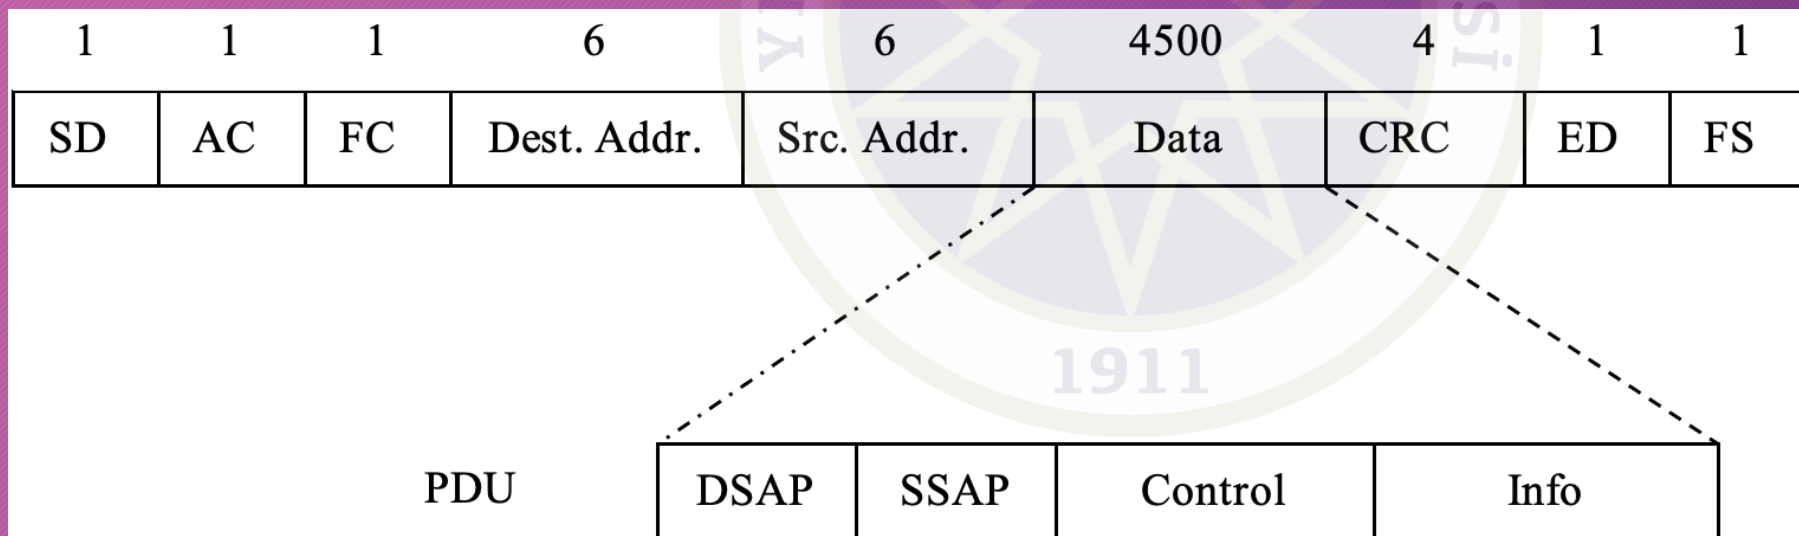 1 1 1 6 6 4500 4 1 1
SD AC FC Dest. Addr. Src. Addr. Data CRC ED FS
1911
PDU DSAP SSAP Control Info